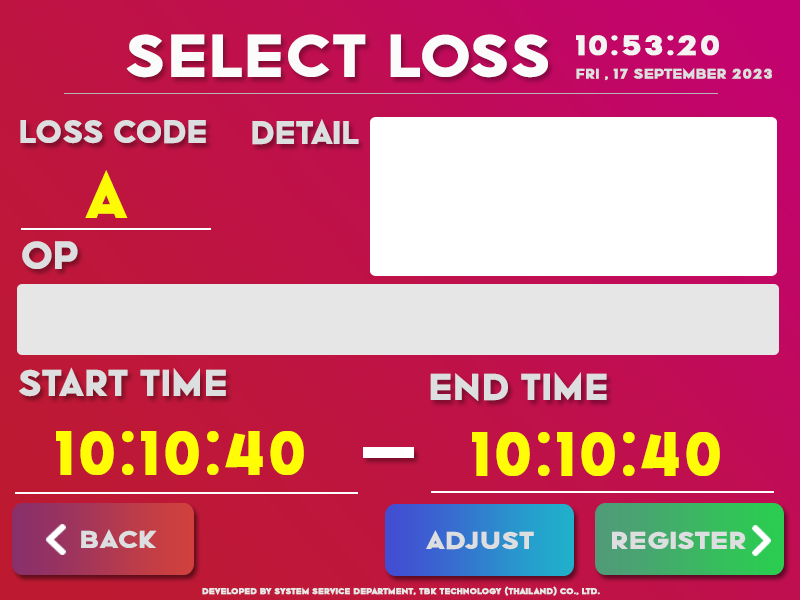 SELECT LOSS
10:53:20
FRI , 17 SEPTEMBER 2023
LOSS CODE
DETAIL
A
OP
START TIME
END TIME
10:10:40
10:10:40
BACK
ADJUST
REGISTER
DEVELOPED BY SYSTEM SERVICE DEPARTMENT, TBK TECHNOLOGY (THAILAND) CO., LTD.